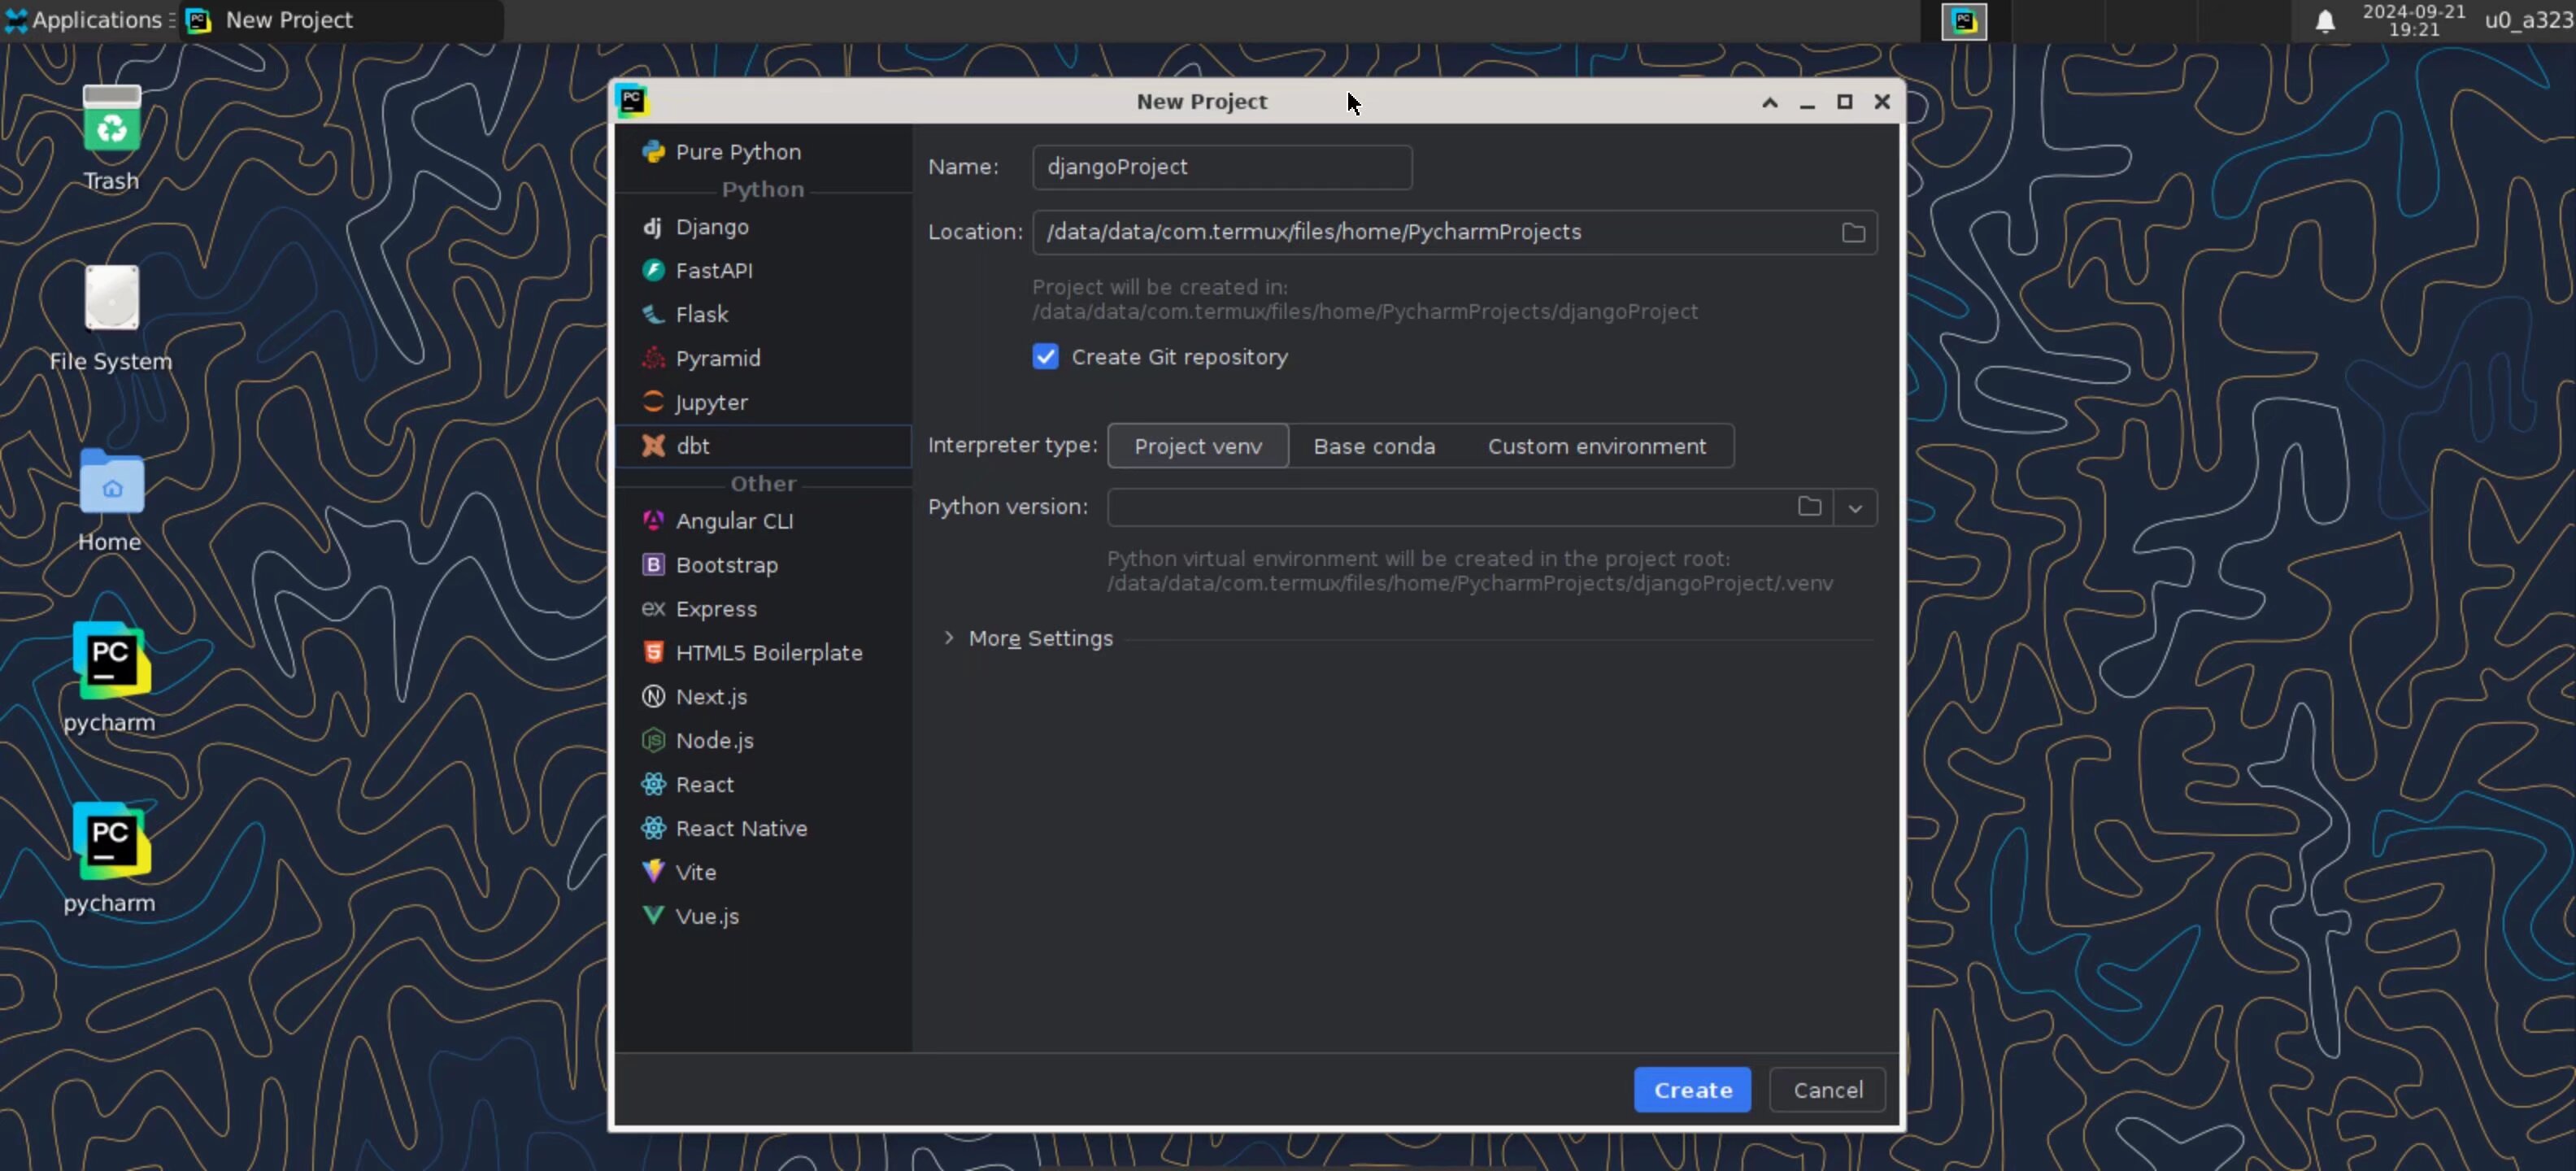 Applications
New Project
2024-09-21
19:21
u0_a323
Trash
File System
Home
PC
pycharm
PC
pycharm
New Project
Pure Python
Python
dj Django
FastAPI
Flask
Pyramid
Jupyter
dbt
Other
Angular CLI
B Bootstrap
ex Express
5 HTML5 Boilerplate
N Next.js
JS Node.js
React
React Native
Vite
Vue.js
Name: djangoProject
Location: /data/data/com.termux/files/home/PycharmProjects
Project will be created in:
/data/data/com.termux/files/home/PycharmProjects/djangoProject
Create Git repository
Interpreter type: Project venv Base conda Custom environment
Python version:
Python virtual environment will be created in the project root:
/data/data/com.termux/files/home/PycharmProjects/djangoProject/.venv
More Settings
Create Cancel